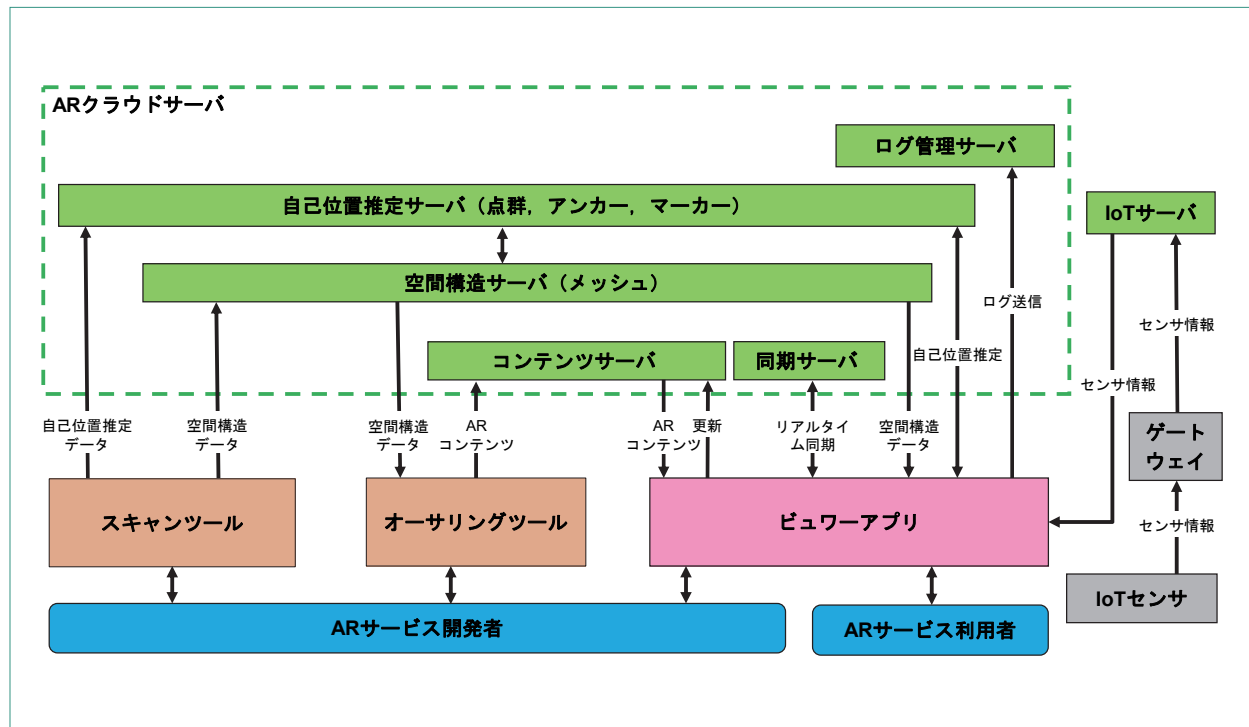 ARクラウドサーバ
ログ管理サーバ
自己位置推定サーバ（点群，アンカー，マーカー）
IoTサーバ
空間構造サーバ（メッシュ）
ログ送信
センサ情報
コンテンツサーバ
同期サーバ
自己位置推定
センサ情報
自己位置推定
データ
空間構造
データ
空間構造
データ
AR
コンテンツ
AR
コンテンツ
更新
リアルタイ
ム同期
空間構造
データ
ゲート
ウェイ
スキャンツール
オーサリングツール
ビュワーアプリ
センサ情報
IoTセンサ
ARサービス開発者
ARサービス利用者